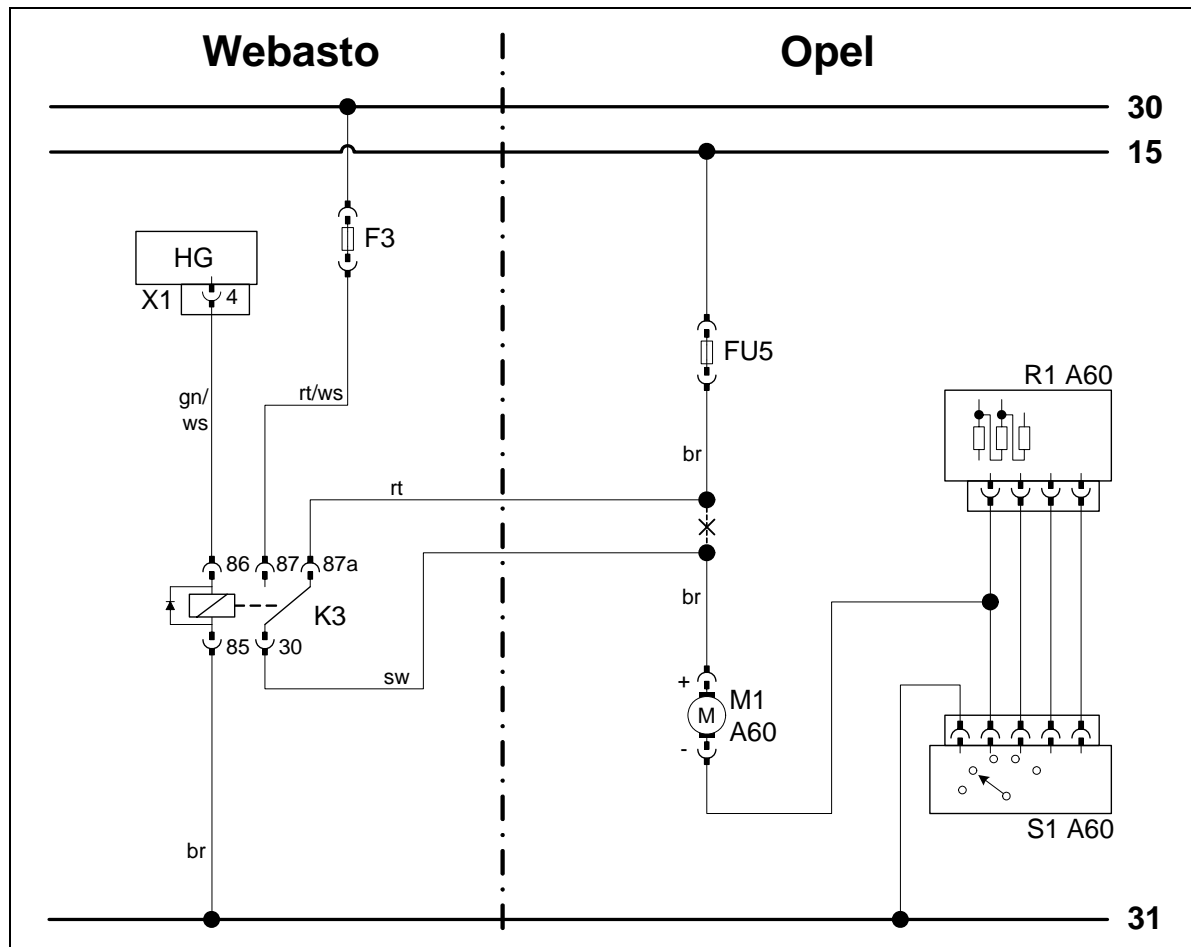 Webasto
Opel
30
15
F3
HG
X1
4
FU5
R1 A60
gn/
ws
rt/ws
br
rt
86
87
87a
K3
br
85
30
sw
+
M1
M
A60
-
S1 A60
br
31